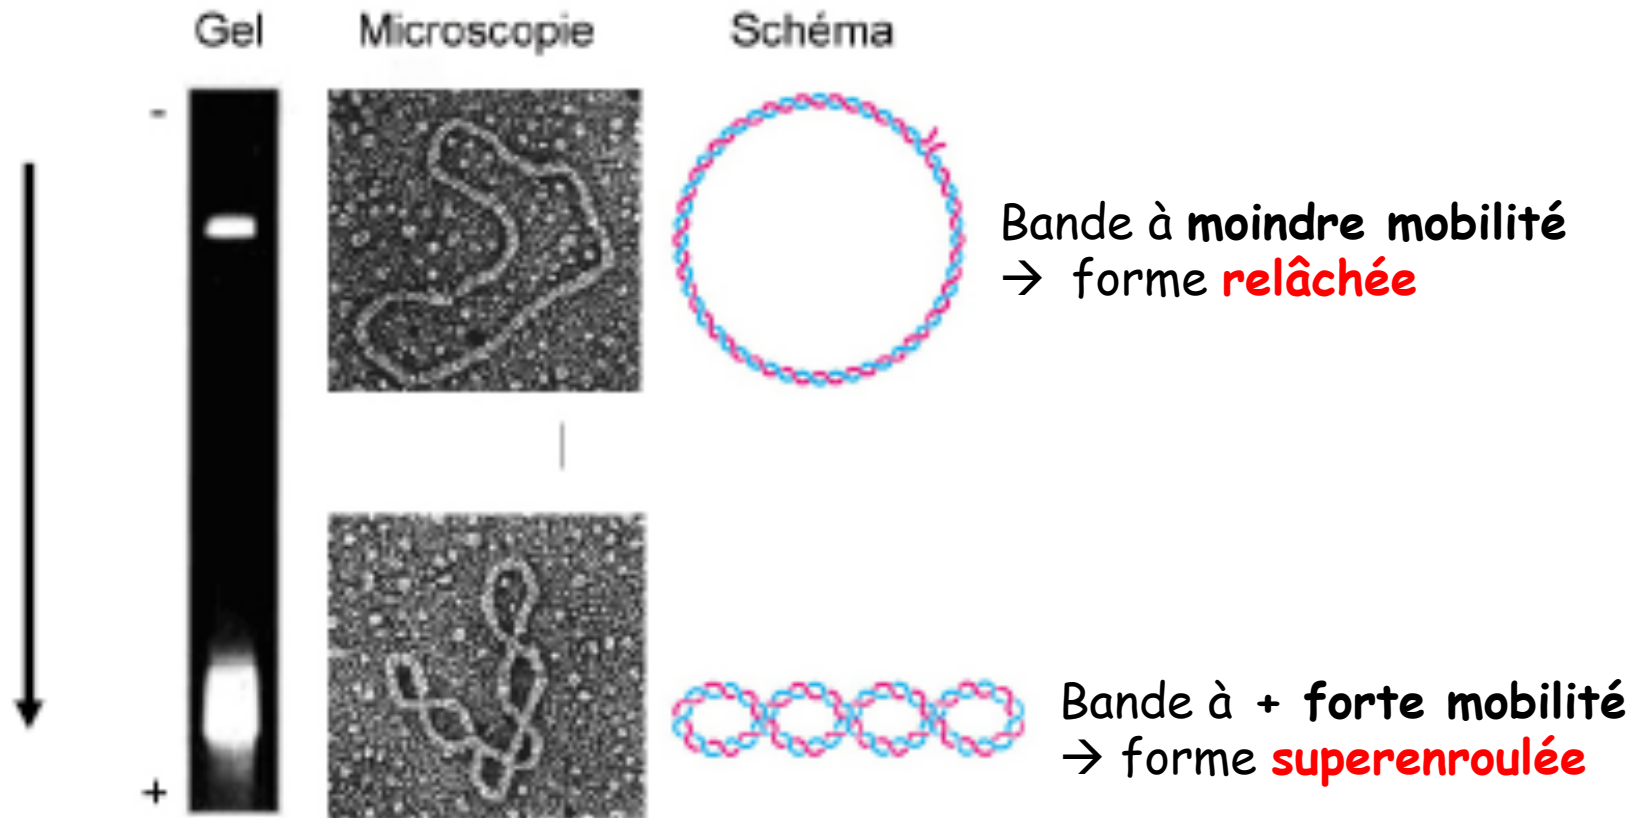 Gel Microscopie Schéma
-
Bande à moindre mobilité
→ forme relâchée
Bande à + forte mobilité
→ forme superenroulée
+